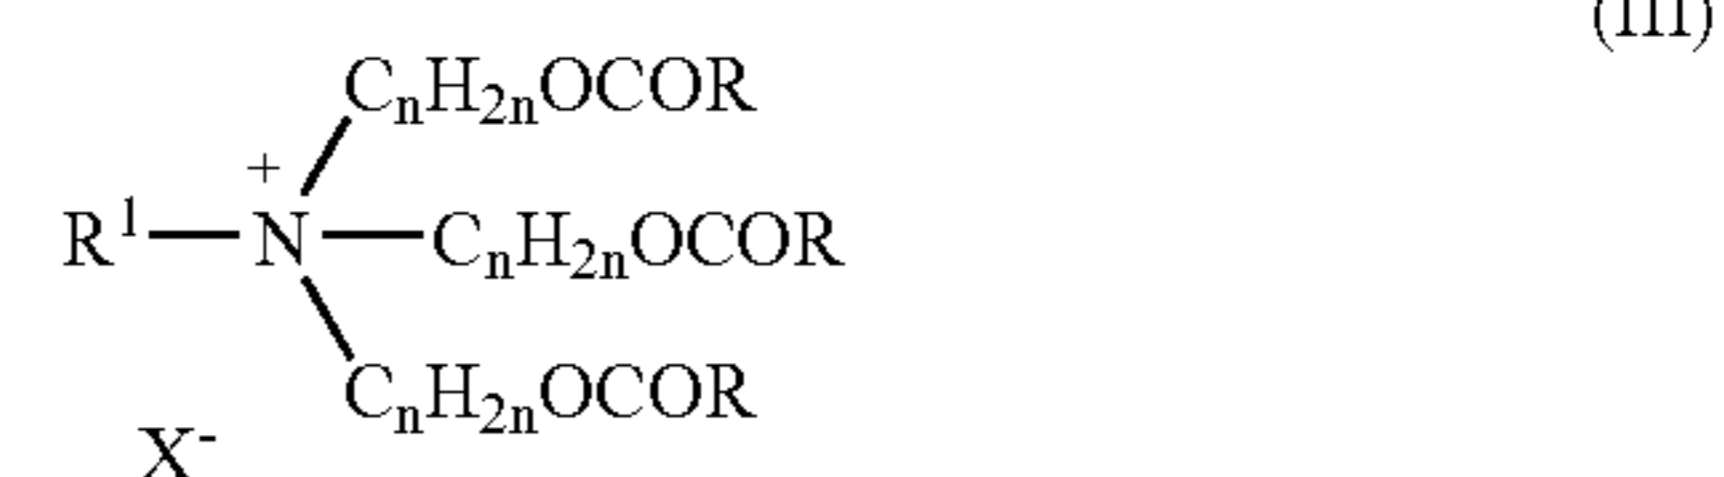 (III)
CnH2nOCOR
+
R1—N—CnH2nOCOR
CnH2nOCOR
X-